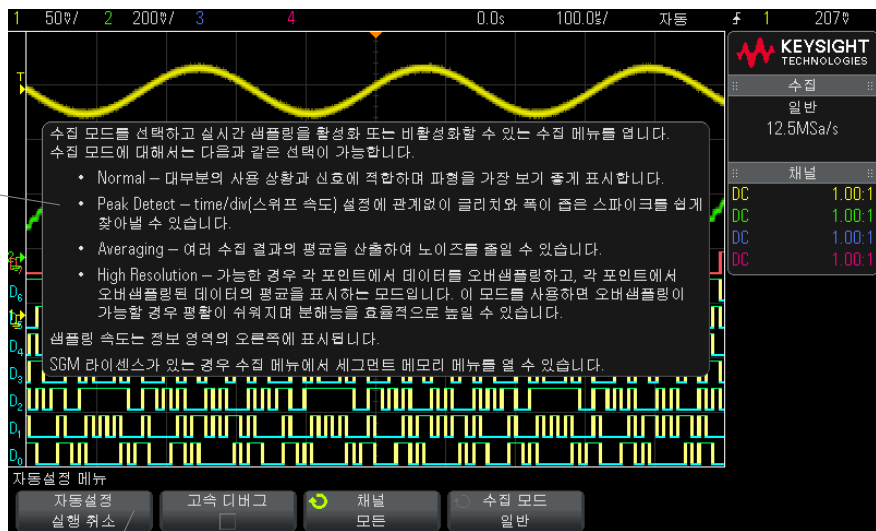 1 50V/ 2 200V/ 3 4 0.0s 100.0s/ 자동 1 207V
KEYSIGHT
TECHNOLOGIES
수집
일반
12.5MSa/s
채널
DC 1.00:1
DC 1.00:1
DC 1.00:1
DC 1.00:1
T
수집 모드를 선택하고 실시간 샘플링을 활성화 또는 비활성화할 수 있는 수집 메뉴를 엽니다.
수집 모드에 대해서는 다음과 같은 선택이 가능합니다.
• Normal – 대부분의 사용 상황과 신호에 적합하며 파형을 가장 보기 좋게 표시합니다.
• Peak Detect – time/div(스위프 속도) 설정에 관계없이 글리치와 폭이 좁은 스파이크를 쉽게
찾아낼 수 있습니다.
• Averaging – 여러 수집 결과의 평균을 산출하여 노이즈를 줄일 수 있습니다.
• High Resolution – 가능한 경우 각 포인트에서 데이터를 오버샘플링하고, 각 포인트에서
오버샘플링된 데이터의 평균을 표시하는 모드입니다. 이 모드를 사용하면 오버샘플링이
가능할 경우 평활이 쉬워지며 분해능을 효율적으로 높일 수 있습니다.
샘플링 속도는 정보 영역의 오른쪽에 표시됩니다.
SGM 라이센스가 있는 경우 수집 메뉴에서 세그먼트 메모리 메뉴를 열 수 있습니다.
D6
D4
D3
D2
D1
D0
자동설정 메뉴
자동설정
실행 취소
고속 디버그
채널
모든
수집 모드
일반